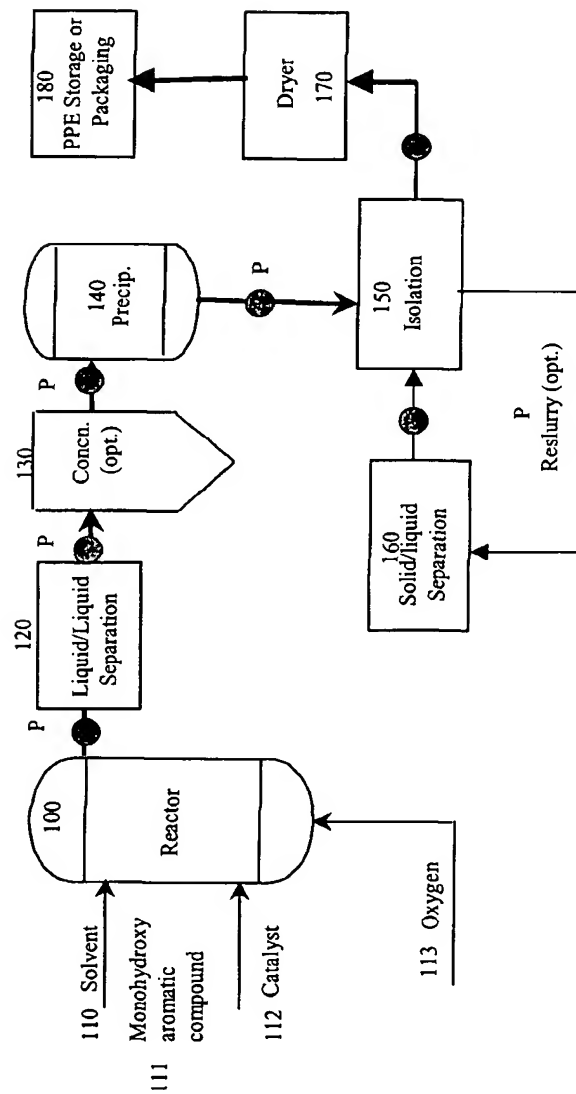 110 Solvent
Monohydroxy
111 aromatic
compound
112 Catalyst
113 Oxygen
100
Reactor
P
120
Liquid/Liquid
Separation
P
130
Concn.
(opt.)
P
140
Precip.
P
150
Isolation
160
Solid/liquid
Separation
P
Reslurry (opt.)
Dryer
170
180
PPE Storage or
Packaging